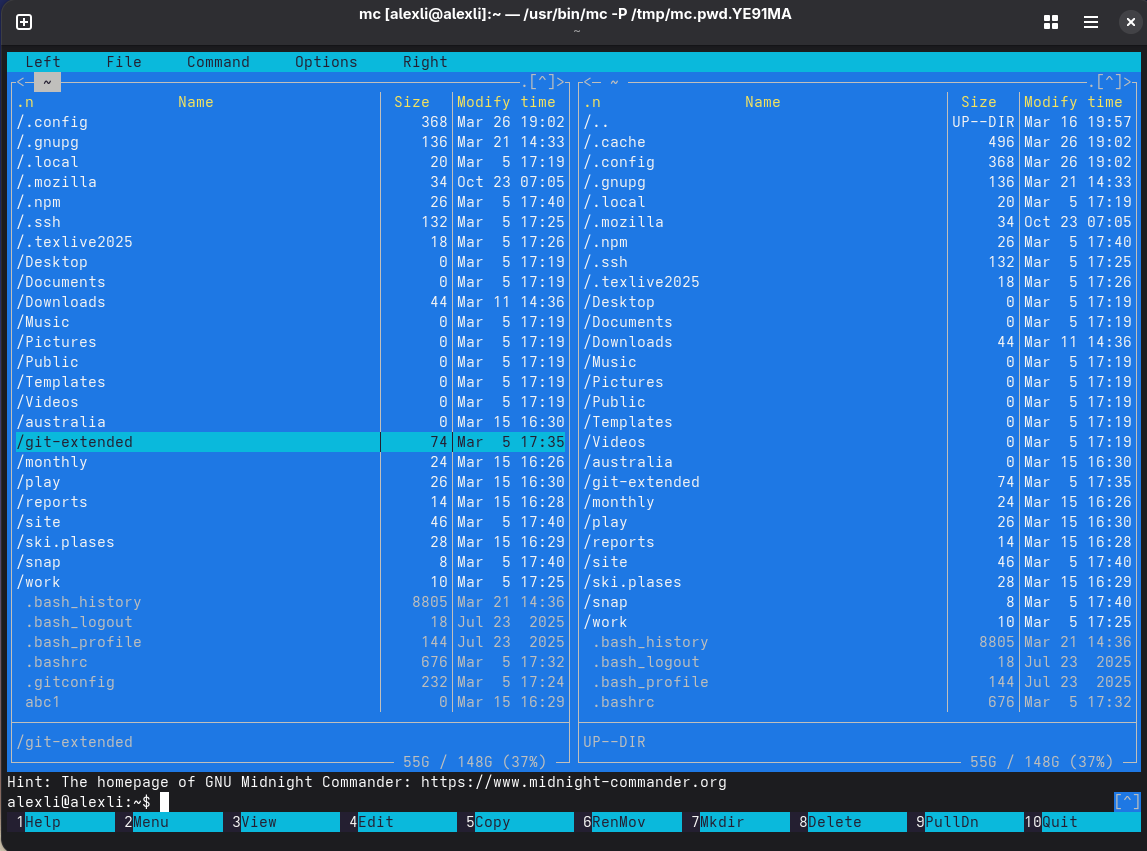 mc [alexli@alexli]:~ — /usr/bin/mc -P /tmp/mc.pwd.YE91MA
~
Left File Command Options Right
<— ~ .[^]>
.n Name Size Modify time
/.config 368 Mar 26 19:02
/.gnupg 136 Mar 21 14:33
/.local 20 Mar 5 17:19
/.mozilla 34 Oct 23 07:05
/.npm 26 Mar 5 17:40
/.ssh 132 Mar 5 17:25
/.texlive2025 18 Mar 5 17:26
/Desktop 0 Mar 5 17:19
/Documents 0 Mar 5 17:19
/Downloads 44 Mar 11 14:36
/Music 0 Mar 5 17:19
/Pictures 0 Mar 5 17:19
/Public 0 Mar 5 17:19
/Templates 0 Mar 5 17:19
/Videos 0 Mar 5 17:19
/australia 0 Mar 15 16:30
/git-extended 74 Mar 5 17:35
/monthly 24 Mar 15 16:26
/play 26 Mar 15 16:30
/reports 14 Mar 15 16:28
/site 46 Mar 5 17:40
/ski.plases 28 Mar 15 16:29
/snap 8 Mar 5 17:40
/work 10 Mar 5 17:25
.bash_history 8805 Mar 21 14:36
.bash_logout 18 Jul 23 2025
.bash_profile 144 Jul 23 2025
.bashrc 676 Mar 5 17:32
.gitconfig 232 Mar 5 17:24
abc1 0 Mar 15 16:29
/git-extended
55G / 148G (37%)
<— ~ .[^]>
.n Name Size Modify time
/.. UP--DIR Mar 16 19:57
/.cache 496 Mar 26 19:02
/.config 368 Mar 26 19:02
/.gnupg 136 Mar 21 14:33
/.local 20 Mar 5 17:19
/.mozilla 34 Oct 23 07:05
/.npm 26 Mar 5 17:40
/.ssh 132 Mar 5 17:25
/.texlive2025 18 Mar 5 17:26
/Desktop 0 Mar 5 17:19
/Documents 0 Mar 5 17:19
/Downloads 44 Mar 11 14:36
/Music 0 Mar 5 17:19
/Pictures 0 Mar 5 17:19
/Public 0 Mar 5 17:19
/Templates 0 Mar 5 17:19
/Videos 0 Mar 5 17:19
/australia 0 Mar 15 16:30
/git-extended 74 Mar 5 17:35
/monthly 24 Mar 15 16:26
/play 26 Mar 15 16:30
/reports 14 Mar 15 16:28
/site 46 Mar 5 17:40
/ski.plases 28 Mar 15 16:29
/snap 8 Mar 5 17:40
/work 10 Mar 5 17:25
.bash_history 8805 Mar 21 14:36
.bash_logout 18 Jul 23 2025
.bash_profile 144 Jul 23 2025
.bashrc 676 Mar 5 17:32
UP--DIR
55G / 148G (37%)
Hint: The homepage of GNU Midnight Commander: https://www.midnight-commander.org
alexli@alexli:~$ [^]
1Help 2Menu 3View 4Edit 5Copy 6RenMov 7Mkdir 8Delete 9PullDn 10Quit